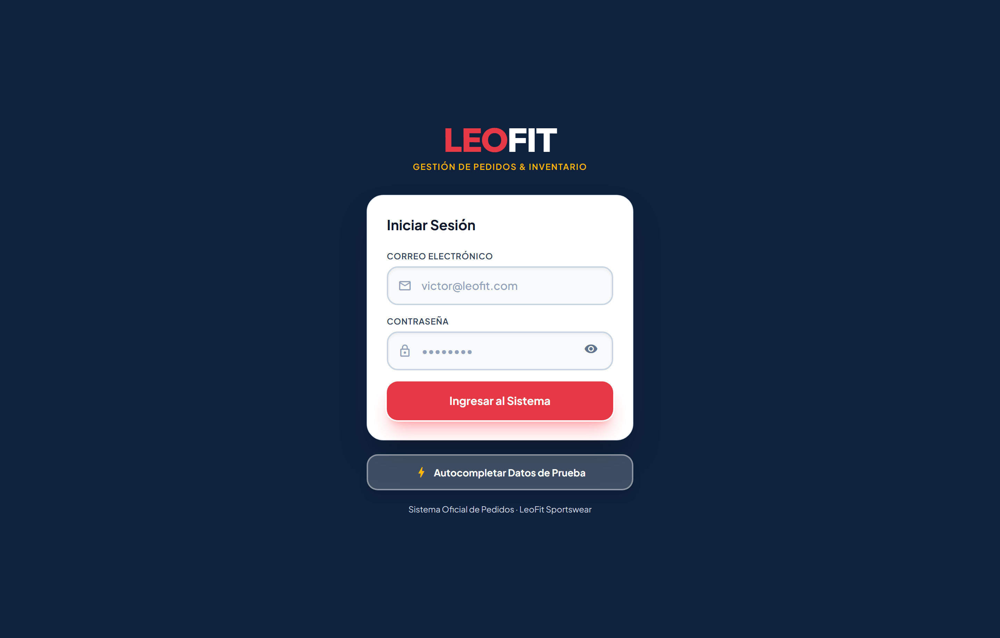 LEOFIT
GESTIÓN DE PEDIDOS & INVENTARIO
Iniciar Sesión
CORREO ELECTRÓNICO
victor@leofit.com
CONTRASEÑA
••••••••
Ingresar al Sistema
Autocompletar Datos de Prueba
Sistema Oficial de Pedidos · LeoFit Sportswear